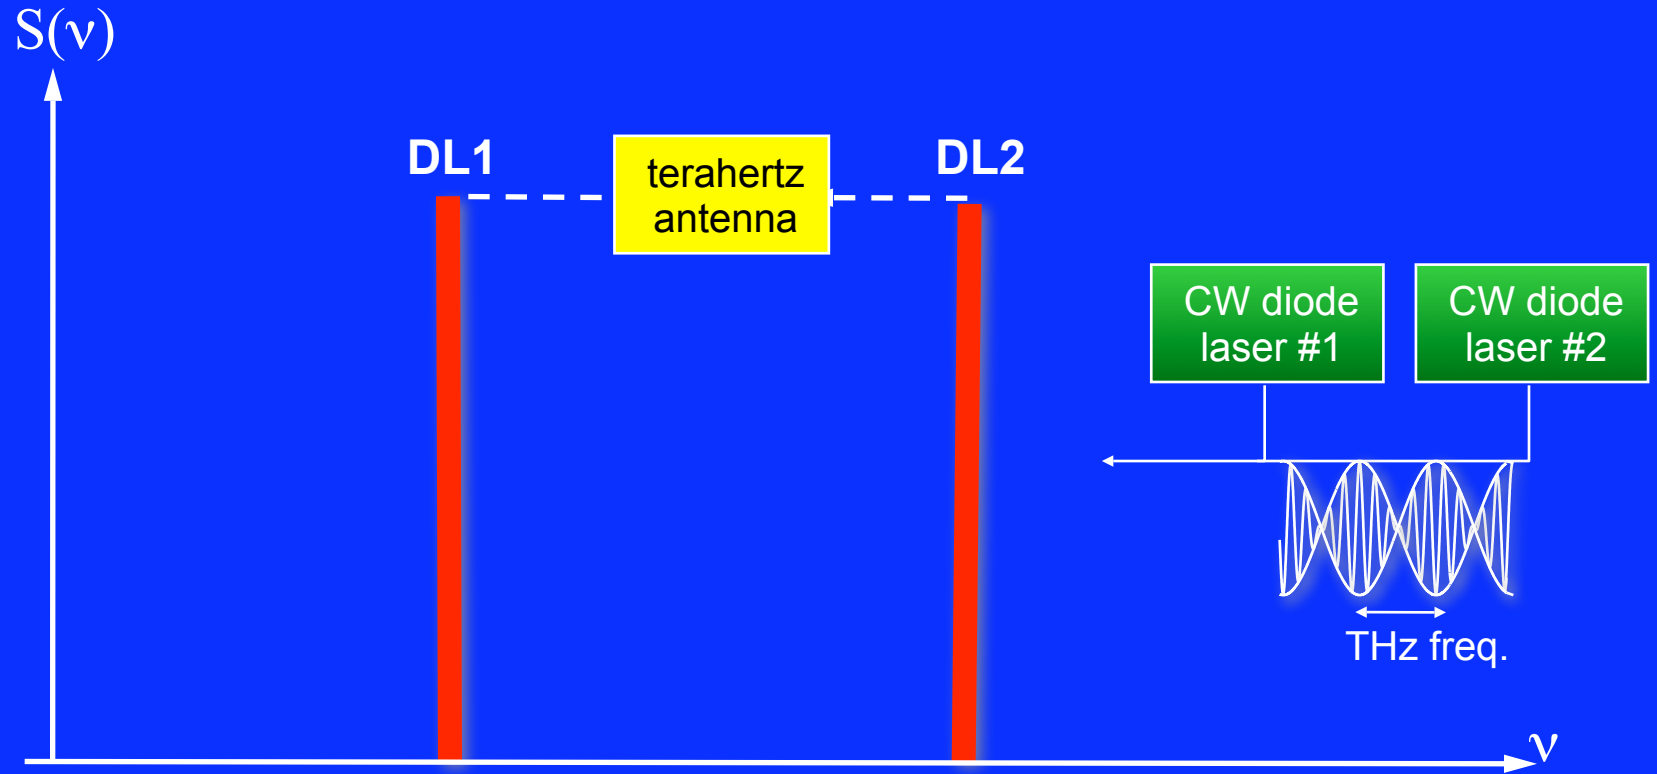 S(ν)
DL1
terahertz
antenna
DL2
CW diode
laser #1
CW diode
laser #2
THz freq.
ν